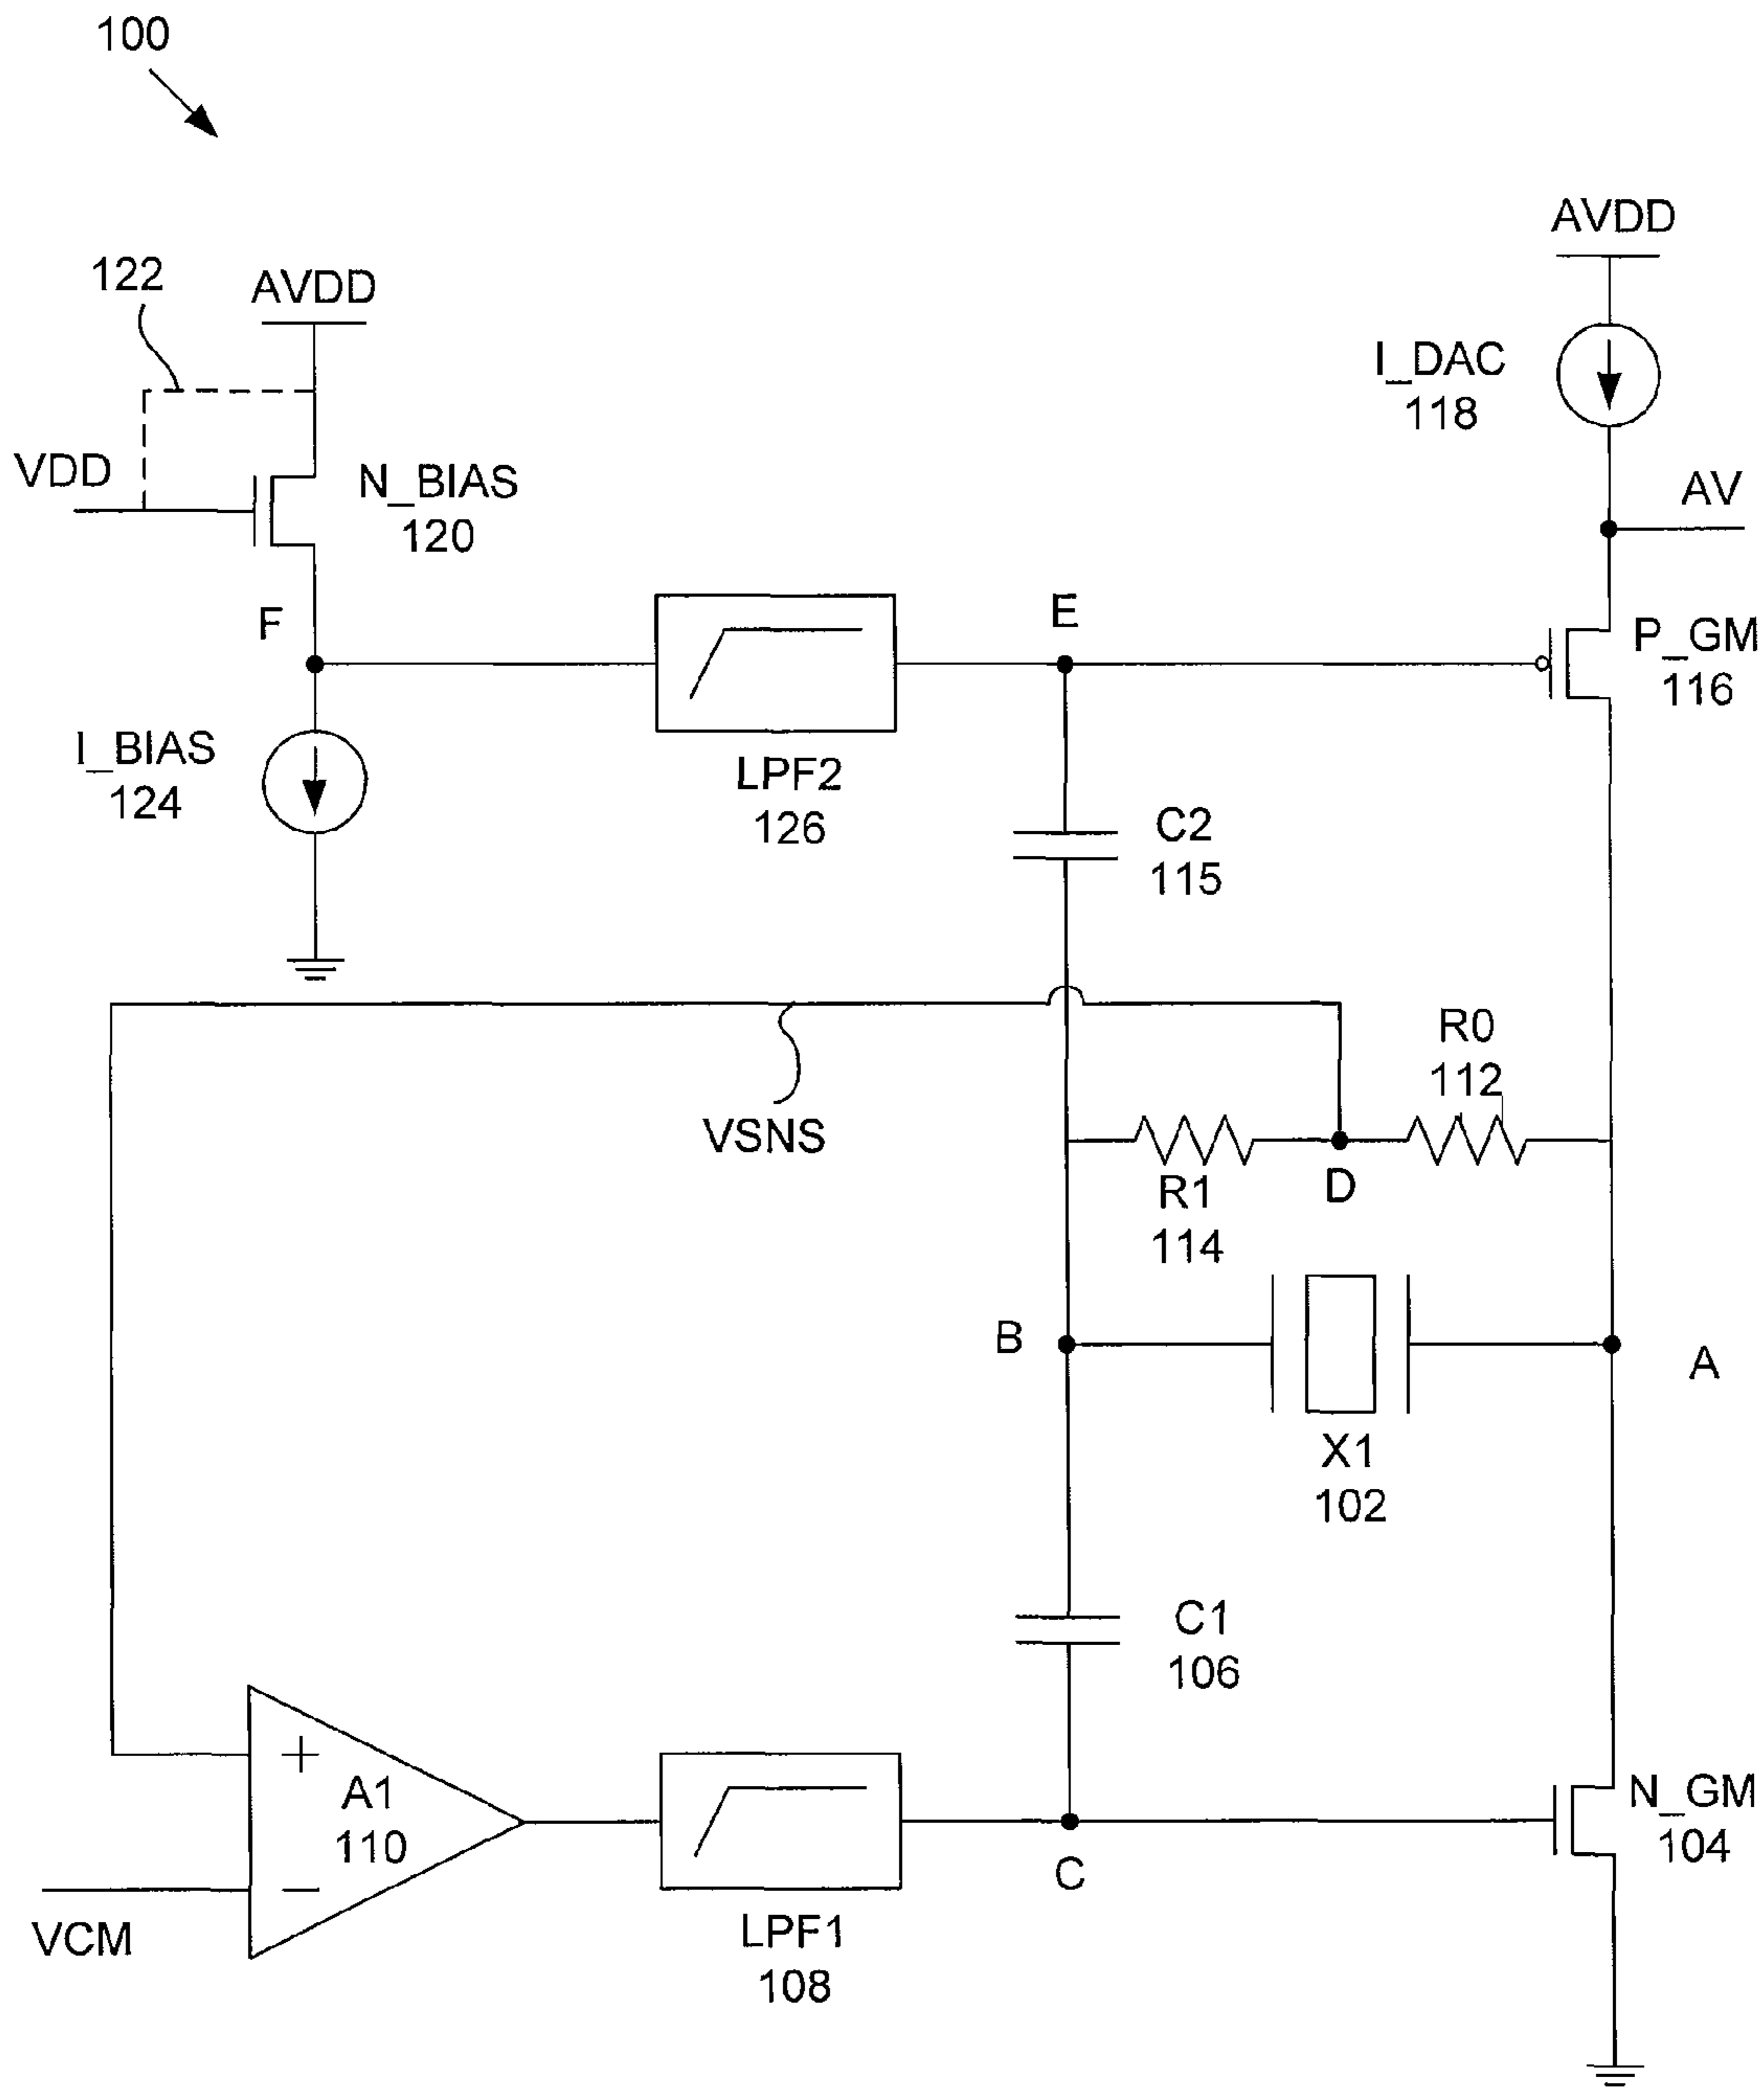 100
AVDD
122
AVDD
I_DAC
118
VDD
N_BIAS
120
AV
F
E
P_GM
116
I_BIAS
124
LPF2
126
C2
115
R0
112
VSNS
R1
114
D
B
A
X1
102
C1
106
+
A1
110
−
N_GM
104
C
VCM
LPF1
108